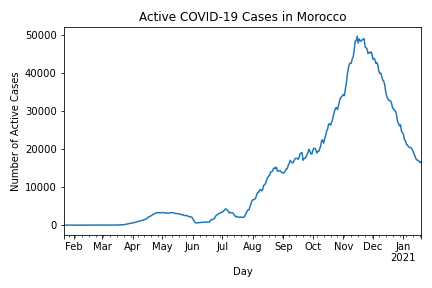 Active COVID-19 Cases in Morocco
50000
40000
30000
20000
10000
0
Number of Active Cases
Feb Mar Apr May Jun Jul Aug Sep Oct Nov Dec Jan
2021
Day